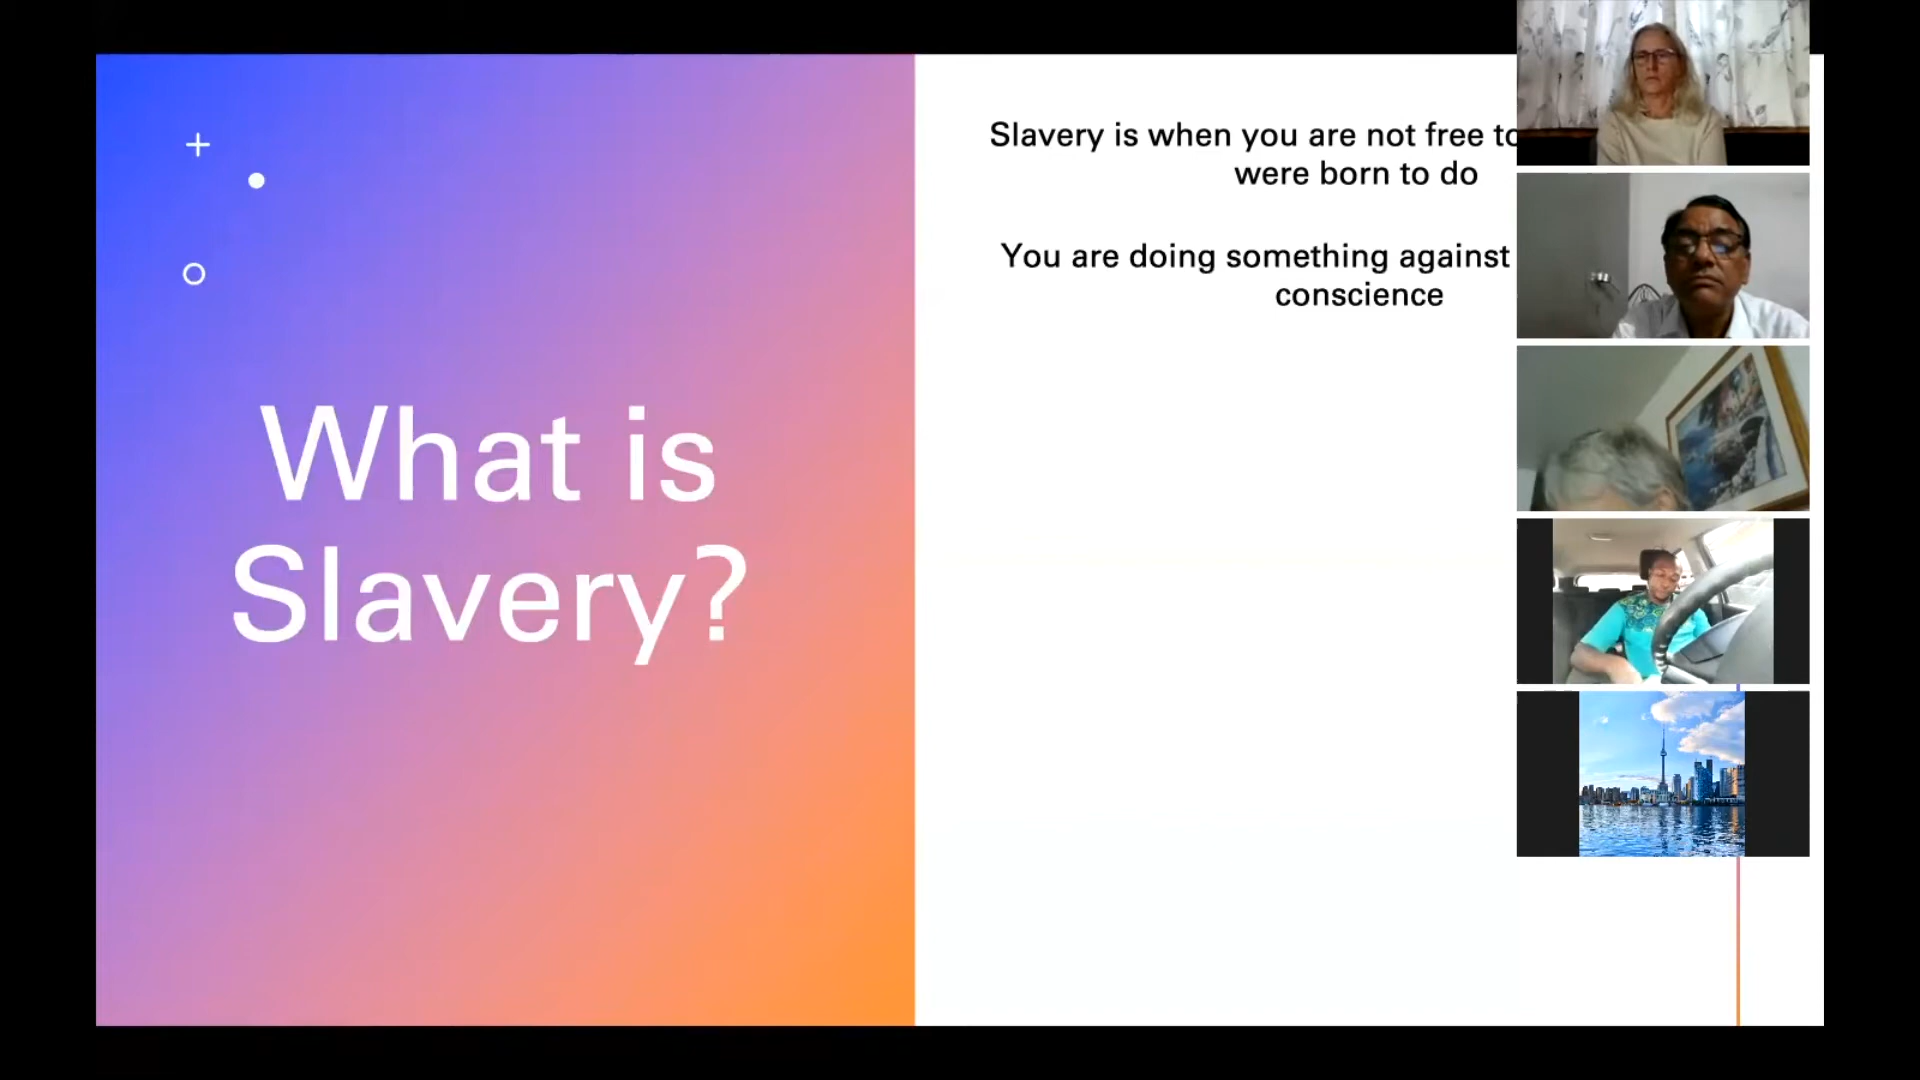 What is
Slavery?
Slavery is when you are not free to
were born to do
You are doing something against
conscience